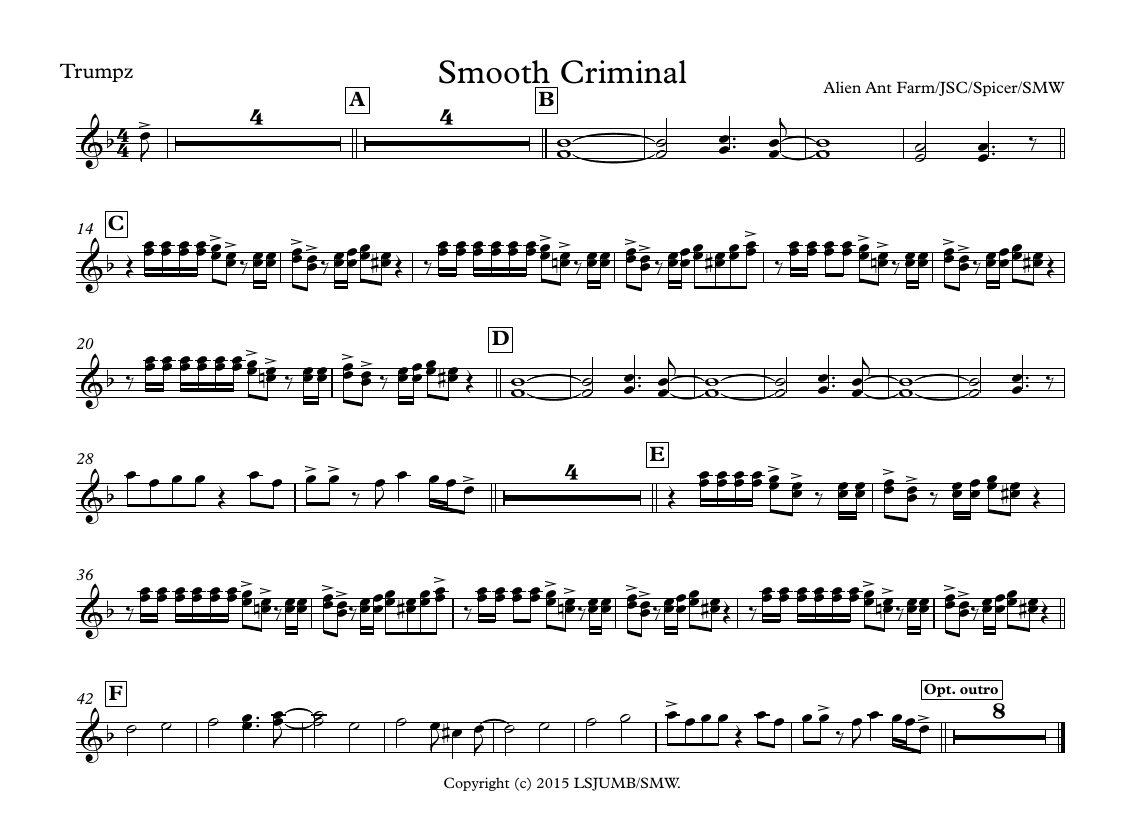 Trumpz
Smooth Criminal
Alien Ant Farm/JSC/Spicer/SMW
4 A 4 B
14 C
20 D
28 4 E
36
42 F Opt. outro 8
Copyright (c) 2015 LSJUMB/SMW.